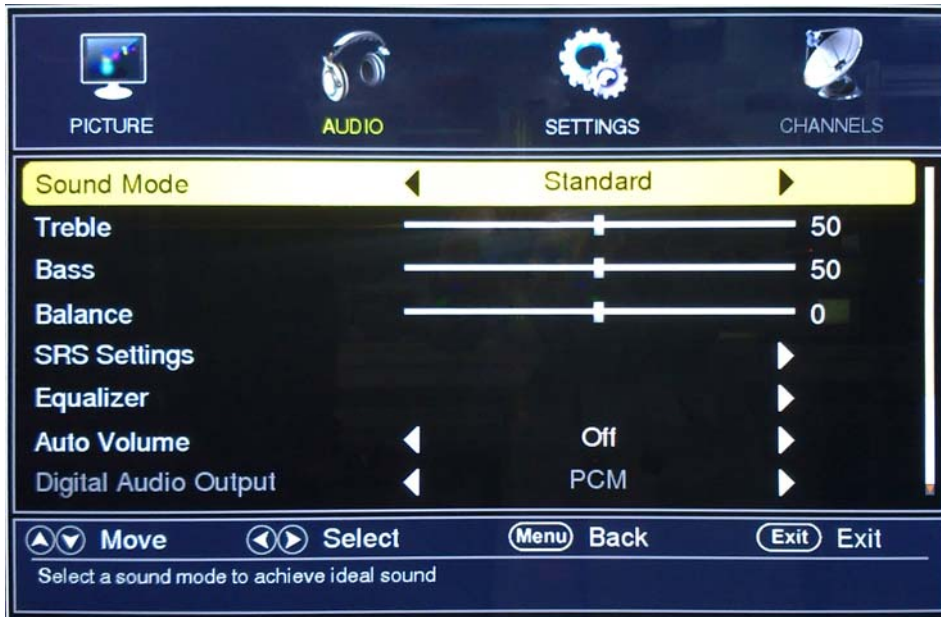 PICTURE AUDIO SETTINGS CHANNELS
Sound Mode Standard
Treble 50
Bass 50
Balance 0
SRS Settings
Equalizer
Auto Volume Off
Digital Audio Output PCM
Move Select Menu Back Exit Exit
Select a sound mode to achieve ideal sound